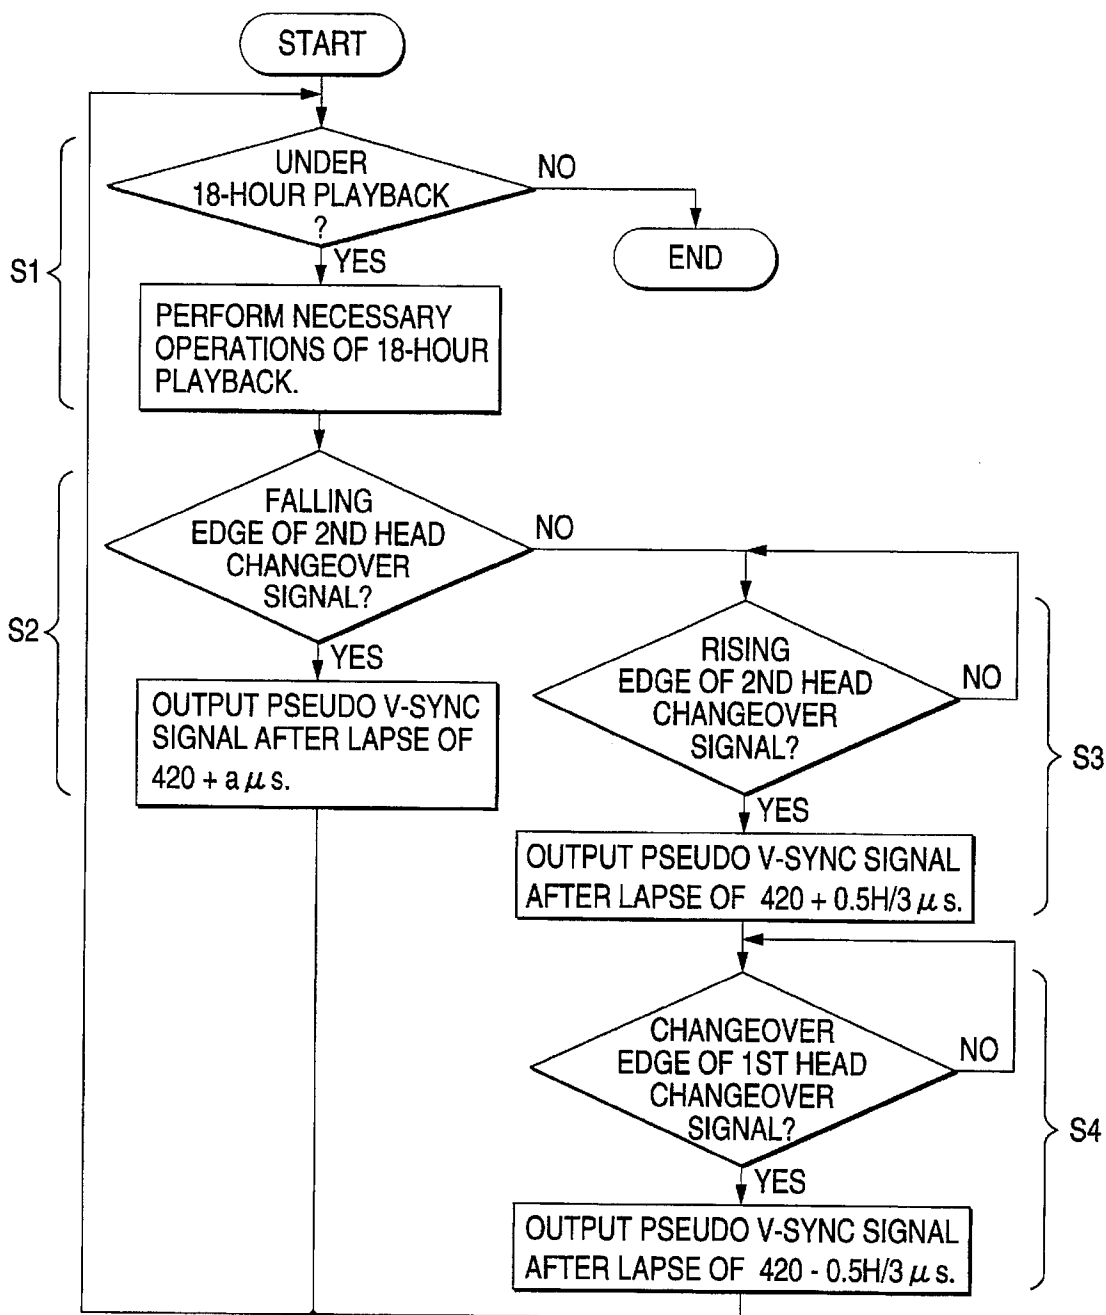 START
UNDER
18-HOUR PLAYBACK
?
NO
END
YES
S1
PERFORM NECESSARY
OPERATIONS OF 18-HOUR
PLAYBACK.
FALLING
EDGE OF 2ND HEAD
CHANGEOVER
SIGNAL?
NO
S2
YES
OUTPUT PSEUDO V-SYNC
SIGNAL AFTER LAPSE OF
420 + a μ s.
RISING
EDGE OF 2ND HEAD
CHANGEOVER
SIGNAL?
NO
S3
YES
OUTPUT PSEUDO V-SYNC SIGNAL
AFTER LAPSE OF 420 + 0.5H/3 μ s.
CHANGEOVER
EDGE OF 1ST HEAD
CHANGEOVER
SIGNAL?
NO
S4
YES
OUTPUT PSEUDO V-SYNC SIGNAL
AFTER LAPSE OF 420 - 0.5H/3 μ s.